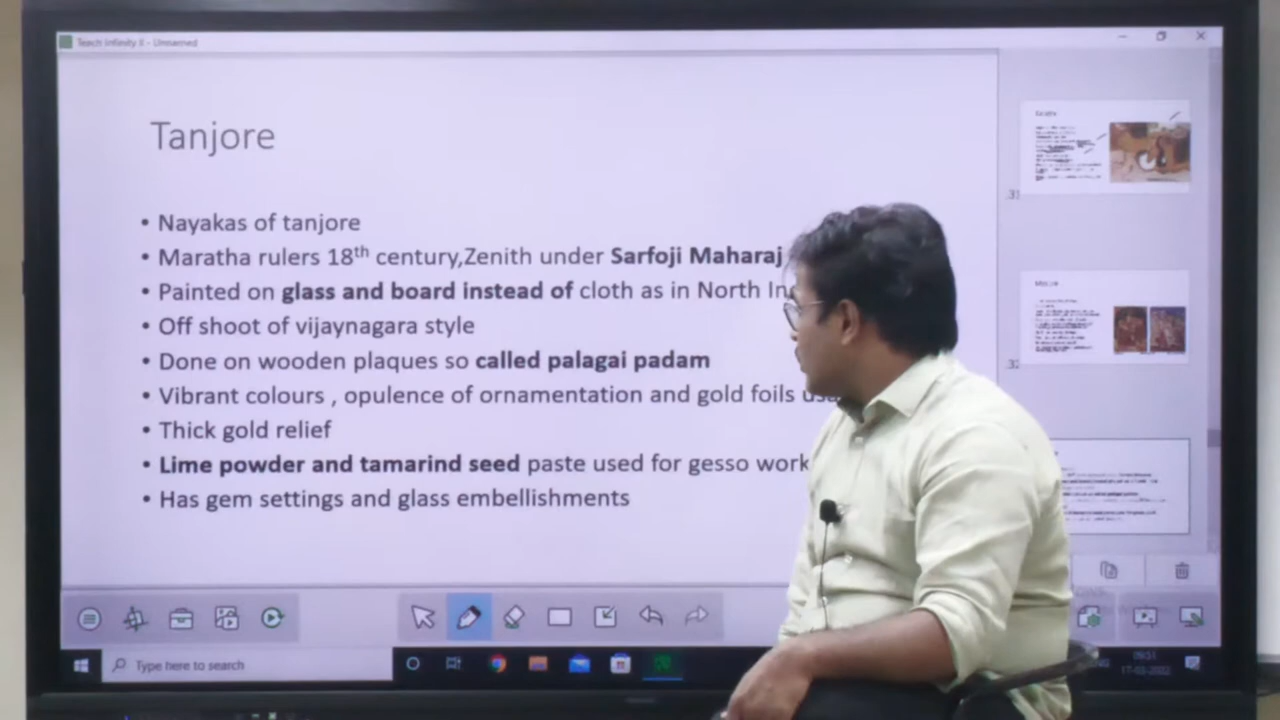 Teach Infinity II - Unnamed
Tanjore
• Nayakas of tanjore
• Maratha rulers 18th century,Zenith under Sarfoji Maharaj
• Painted on glass and board instead of cloth as in North
• Off shoot of vijaynagara style
• Done on wooden plaques so called palagai padam
• Vibrant colours , opulence of ornamentation and gold foils
• Thick gold relief
• Lime powder and tamarind seed paste used for gesso work
• Has gem settings and glass embellishments
Type here to search